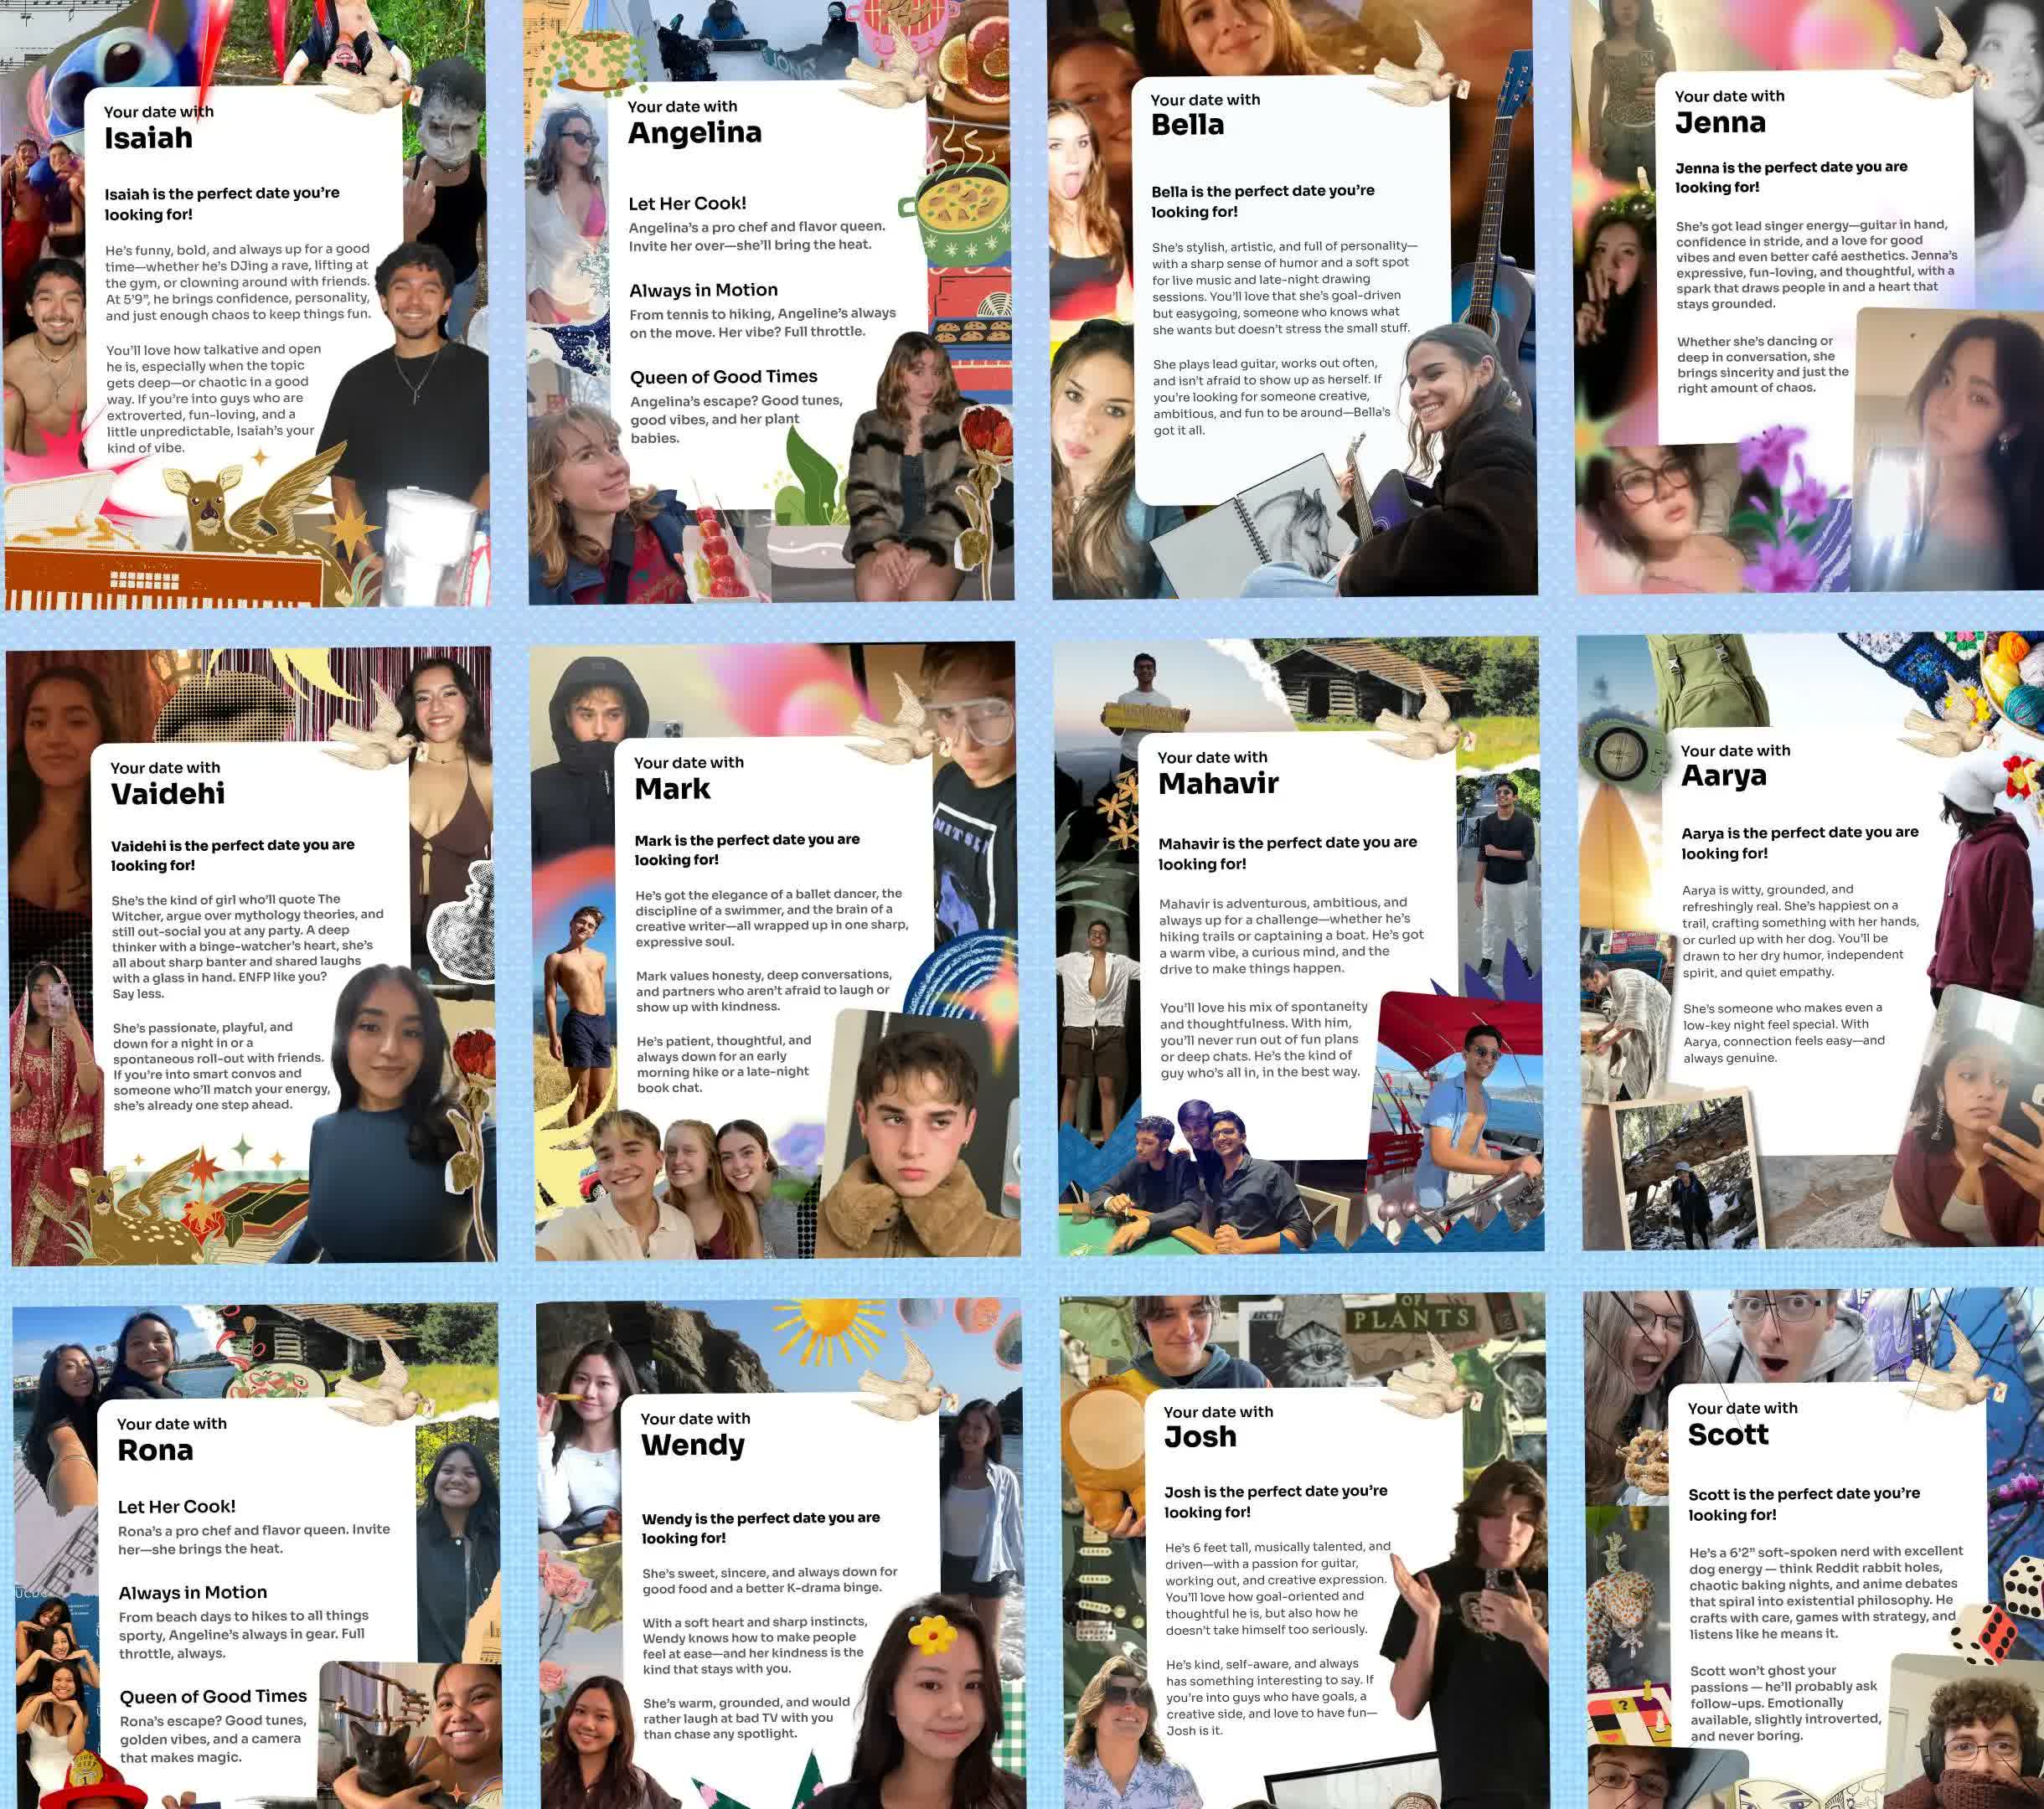 Your date with
Isaiah
Isaiah is the perfect date you're
looking for!
He's funny, bold, and always up for a good
time—whether he's DJing a rave, lifting at
the gym, or clowning around with friends.
At 5'9", he brings confidence, personality,
and just enough chaos to keep things fun.
You'll love how talkative and open
he is, especially when the topic
gets deep—or chaotic in a good
way. If you're into guys who are
extroverted, fun-loving, and a
little unpredictable, Isaiah's your
kind of vibe.
Your date with
Angelina
Let Her Cook!
Angelina's a pro chef and flavor queen.
Invite her over—she'll bring the heat.
Always in Motion
From tennis to hiking, Angeline's always
on the move. Her vibe? Full throttle.
Queen of Good Times
Angelina's escape? Good tunes,
good vibes, and her plant
babies.
Your date with
Bella
Bella is the perfect date you're
looking for!
She's stylish, artistic, and full of personality—
with a sharp sense of humor and a soft spot
for live music and late-night drawing
sessions. You'll love that she's goal-driven
but easygoing, someone who knows what
she wants but doesn't stress the small stuff.
She plays lead guitar, works out often,
and isn't afraid to show up as herself. If
you're looking for someone creative,
ambitious, and fun to be around—Bella's
got it all.
Your date with
Jenna
Jenna is the perfect date you are
looking for!
She's got lead singer energy—guitar in hand,
confidence in stride, and a love for good
vibes and even better café aesthetics. Jenna's
expressive, fun-loving, and thoughtful, with a
spark that draws people in and a heart that
stays grounded.
Whether she's dancing or
deep in conversation, she
brings sincerity and just the
right amount of chaos.
Your date with
Vaidehi
Vaidehi is the perfect date you are
looking for!
She's the kind of girl who'll quote The
Witcher, argue over mythology theories, and
still out-social you at any party. A deep
thinker with a binge-watcher's heart, she's
all about sharp banter and shared laughs
with a glass in hand. ENFP like you?
Say less.
She's passionate, playful, and
down for a night in or a
spontaneous roll-out with friends.
If you're into smart convos and
someone who'll match your energy,
she's already one step ahead.
Your date with
Mark
Mark is the perfect date you are
looking for!
He's got the elegance of a ballet dancer, the
discipline of a swimmer, and the brain of a
creative writer—all wrapped up in one sharp,
expressive soul.
Mark values honesty, deep conversations,
and partners who aren't afraid to laugh or
show up with kindness.
He's patient, thoughtful, and
always down for an early
morning hike or a late-night
book chat.
MITSKI
Your date with
Mahavir
Mahavir is the perfect date you are
looking for!
Mahavir is adventurous, ambitious, and
always up for a challenge—whether he's
hiking trails or captaining a boat. He's got
a warm vibe, a curious mind, and the
drive to make things happen.
You'll love his mix of spontaneity
and thoughtfulness. With him,
you'll never run out of fun plans
or deep chats. He's the kind of
guy who's all in, in the best way.
Your date with
Aarya
Aarya is the perfect date you are
looking for!
Aarya is witty, grounded, and
refreshingly real. She's happiest on a
trail, crafting something with her hands,
or curled up with her dog. You'll be
drawn to her dry humor, independent
spirit, and quiet empathy.
She's someone who makes even a
low-key night feel special. With
Aarya, connection feels easy—and
always genuine.
Your date with
Rona
Let Her Cook!
Rona's a pro chef and flavor queen. Invite
her—she brings the heat.
Always in Motion
From beach days to hikes to all things
sporty, Angeline's always in gear. Full
throttle, always.
Queen of Good Times
Rona's escape? Good tunes,
golden vibes, and a camera
that makes magic.
Your date with
Wendy
Wendy is the perfect date you are
looking for!
She's sweet, sincere, and always down for
good food and a better K-drama binge.
With a soft heart and sharp instincts,
Wendy knows how to make people
feel at ease—and her kindness is the
kind that stays with you.
She's warm, grounded, and would
rather laugh at bad TV with you
than chase any spotlight.
OF
PLANTS
Your date with
Josh
Josh is the perfect date you're
looking for!
He's 6 feet tall, musically talented, and
driven—with a passion for guitar,
working out, and creative expression.
You'll love how goal-oriented and
thoughtful he is, but also how he
doesn't take himself too seriously.
He's kind, self-aware, and always
has something interesting to say. If
you're into guys who have goals, a
creative side, and love to have fun—
Josh is it.
Your date with
Scott
Scott is the perfect date you're
looking for!
He's a 6'2" soft-spoken nerd with excellent
dog energy — think Reddit rabbit holes,
chaotic baking nights, and anime debates
that spiral into existential philosophy. He
crafts with care, games with strategy, and
listens like he means it.
Scott won't ghost your
passions — he'll probably ask
follow-ups. Emotionally
available, slightly introverted,
and never boring.